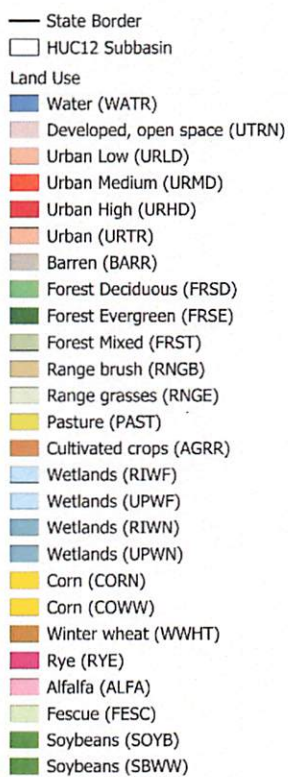 State Border
HUC12 Subbasin
Land Use
Water (WATR)
Developed, open space (UTRN)
Urban Low (URLD)
Urban Medium (URMD)
Urban High (URHD)
Urban (URTR)
Barren (BARR)
Forest Deciduous (FRSD)
Forest Evergreen (FRSE)
Forest Mixed (FRST)
Range brush (RNGB)
Range grasses (RNGE)
Pasture (PAST)
Cultivated crops (AGRR)
Wetlands (RIWF)
Wetlands (UPWF)
Wetlands (RIWN)
Wetlands (UPWN)
Corn (CORN)
Corn (COWW)
Winter wheat (WWHT)
Rye (RYE)
Alfalfa (ALFA)
Fescue (FESC)
Soybeans (SOYB)
Soybeans (SBWW)